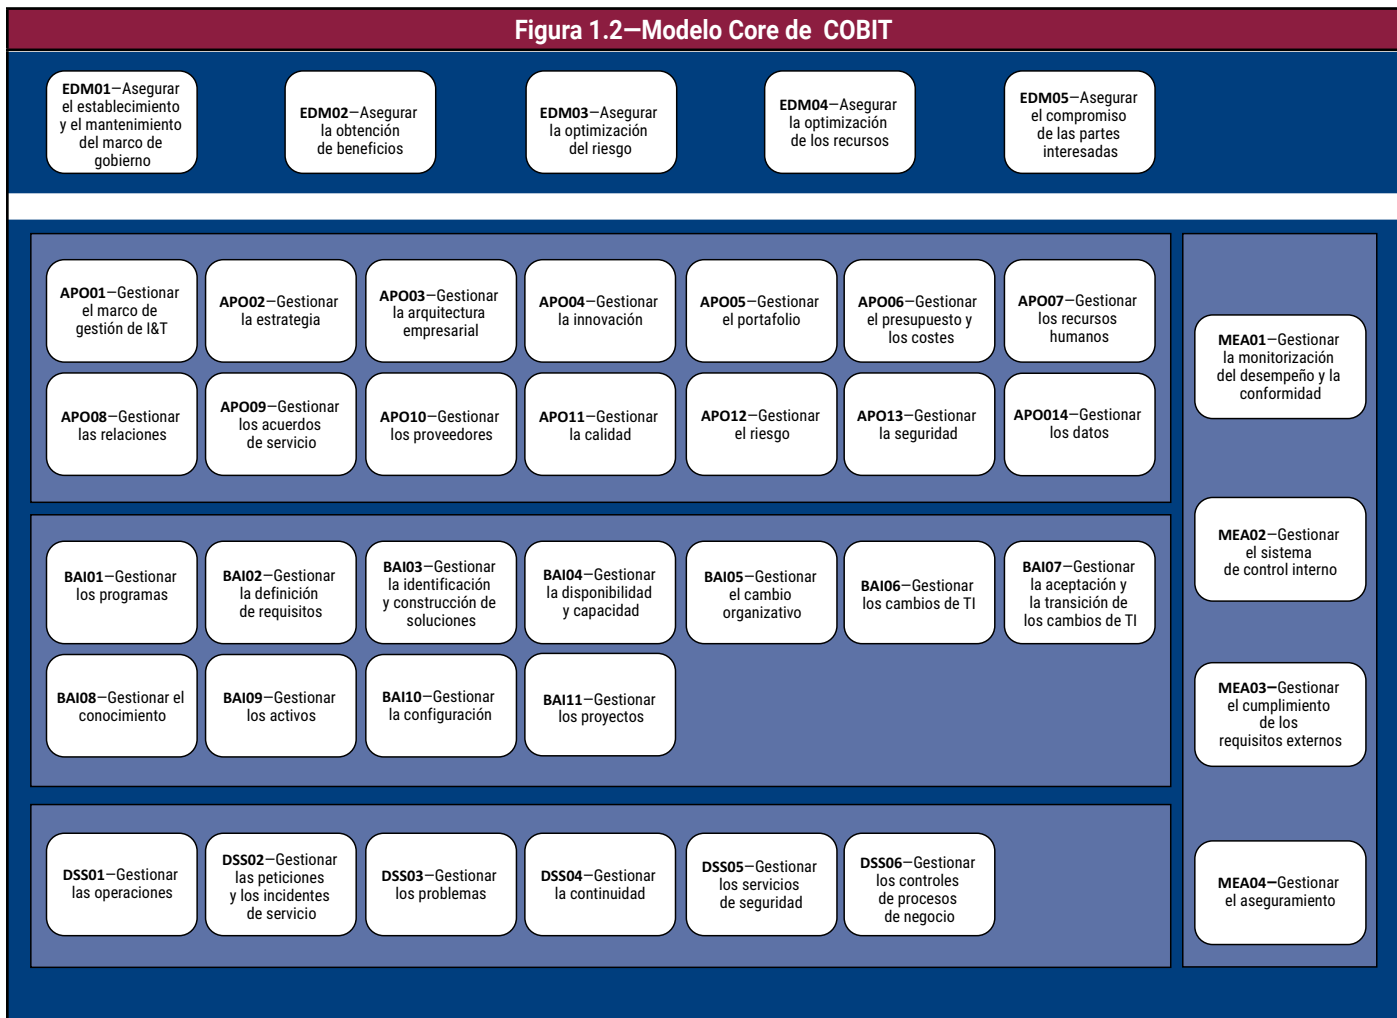 Figura 1.2—Modelo Core de COBIT
EDM01—Asegurar
el establecimiento
y el mantenimiento
del marco de
gobierno
EDM02—Asegurar
la obtención
de beneficios
EDM03—Asegurar
la optimización
del riesgo
EDM04—Asegurar
la optimización
de los recursos
EDM05—Asegurar
el compromiso
de las partes
interesadas
APO01—Gestionar
el marco de
gestión de I&T
APO02—Gestionar
la estrategia
APO03—Gestionar
la arquitectura
empresarial
APO04—Gestionar
la innovación
APO05—Gestionar
el portafolio
APO06—Gestionar
el presupuesto y
los costes
APO07—Gestionar
los recursos
humanos
APO08—Gestionar
las relaciones
APO09—Gestionar
los acuerdos
de servicio
APO10—Gestionar
los proveedores
APO11—Gestionar
la calidad
APO12—Gestionar
el riesgo
APO13—Gestionar
la seguridad
APO014—Gestionar
los datos
BAI01—Gestionar
los programas
BAI02—Gestionar
la definición
de requisitos
BAI03—Gestionar
la identificación
y construcción de
soluciones
BAI04—Gestionar
la disponibilidad
y capacidad
BAI05—Gestionar
el cambio
organizativo
BAI06—Gestionar
los cambios de TI
BAI07—Gestionar
la aceptación y
la transición de
los cambios de TI
BAI08—Gestionar el
conocimiento
BAI09—Gestionar
los activos
BAI10—Gestionar
la configuración
BAI11—Gestionar
los proyectos
DSS01—Gestionar
las operaciones
DSS02—Gestionar
las peticiones
y los incidentes
de servicio
DSS03—Gestionar
los problemas
DSS04—Gestionar
la continuidad
DSS05—Gestionar
los servicios
de seguridad
DSS06—Gestionar
los controles
de procesos
de negocio
MEA01—Gestionar
la monitorización
del desempeño y la
conformidad
MEA02—Gestionar
el sistema
de control interno
MEA03—Gestionar
el cumplimiento
de los
requisitos externos
MEA04—Gestionar
el aseguramiento